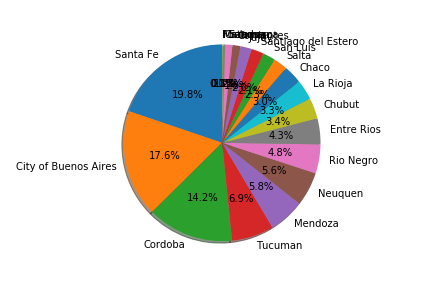 Santiago del Estero
San Luis
Salta
Chaco
Santa Fe
La Rioja
19.8%
3.0%
Chubut
3.3%
3.4%
Entre Rios
4.3%
17.6%
4.8%
Rio Negro
City of Buenos Aires
5.6%
Neuquen
5.8%
14.2%
6.9%
Mendoza
Cordoba
Tucuman